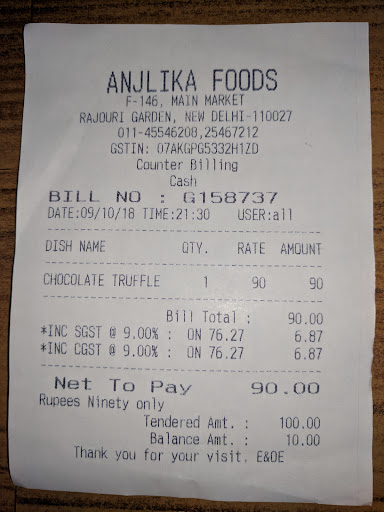 ANJLIKA FOODS
F-146, MAIN MARKET
RAJOURI GARDEN, NEW DELHI-110027
011-45546208,25467212
GSTIN: 07AKGPG5332H1ZD
Counter Billing
Cash
BILL NO : G158737
DATE:09/10/18 TIME:21:30 USER:all
DISH NAME QTY. RATE AMOUNT
CHOCOLATE TRUFFLE 1 90 90
Bill Total : 90.00
*INC SGST @ 9.00% : ON 76.27 6.87
*INC CGST @ 9.00% : ON 76.27 6.87
Net To Pay 90.00
Rupees Ninety only
Tendered Amt. : 100.00
Balance Amt. : 10.00
Thank you for your visit. E&OE